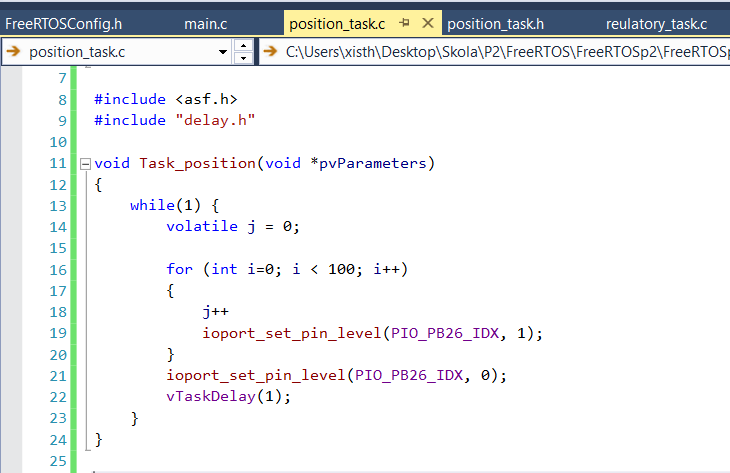 FreeRTOSConfig.h main.c position_task.c position_task.h reulatory_task.c
position_task.c C:\Users\xisth\Desktop\Skola\P2\FreeRTOS\FreeRTOSp2\FreeRTOSp
7
8 #include <asf.h>
9 #include "delay.h"
10
11 void Task_position(void *pvParameters)
12 {
13 while(1) {
14 volatile j = 0;
15
16 for (int i=0; i < 100; i++)
17 {
18 j++
19 ioport_set_pin_level(PIO_PB26_IDX, 1);
20 }
21 ioport_set_pin_level(PIO_PB26_IDX, 0);
22 vTaskDelay(1);
23 }
24 }
25